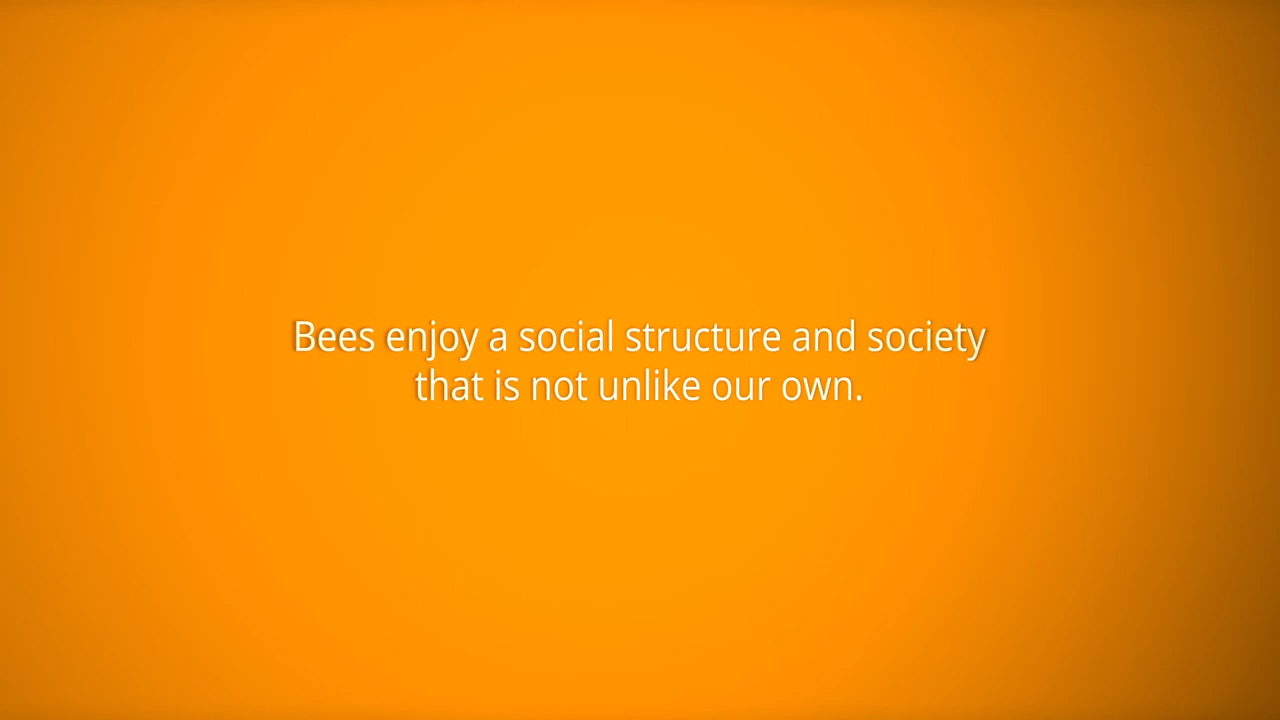 Bees enjoy a social structure and society
that is not unlike our own.